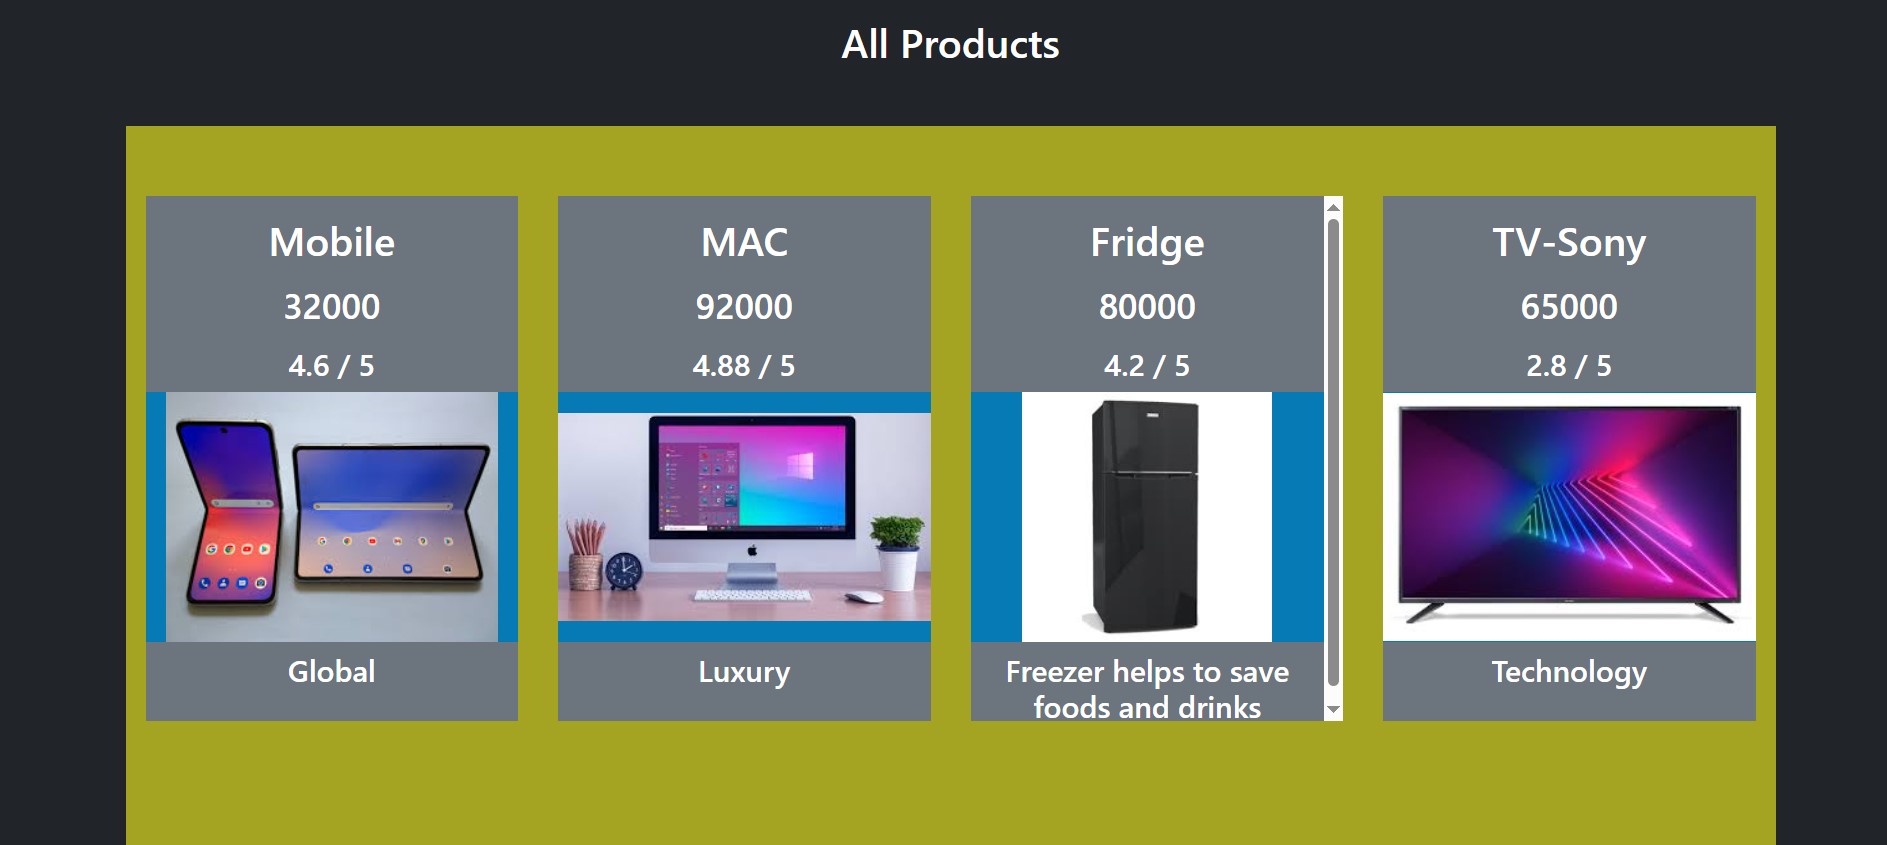 All Products
Mobile
32000
4.6 / 5
Global
MAC
92000
4.88 / 5
Luxury
Fridge
80000
4.2 / 5
Freezer helps to save
foods and drinks
TV-Sony
65000
2.8 / 5
Technology